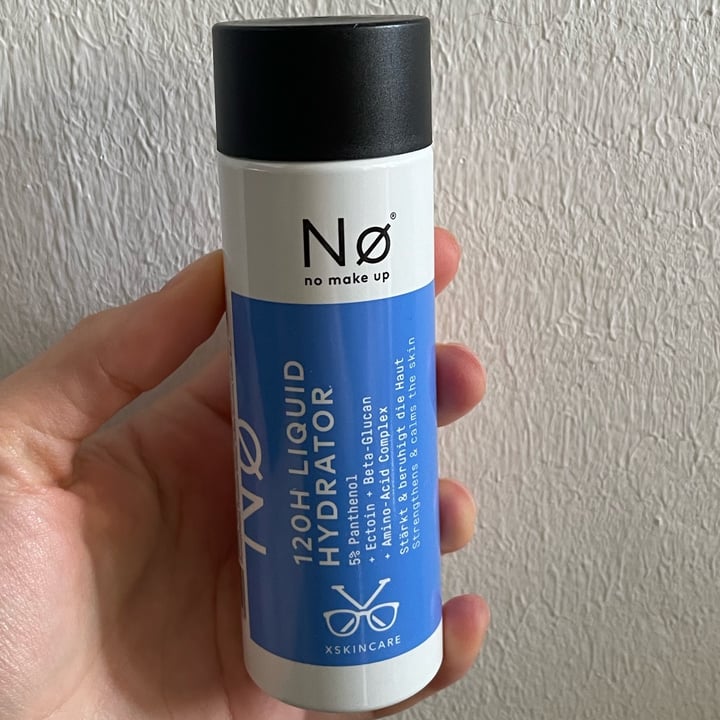 Nø®
no make up
120H LIQUID
HYDRATOR
5% Panthenol
+ Ectoin + Beta-Glucan
+ Amino-Acid Complex
Stärkt & beruhigt die Haut
Strengthens & calms the skin
XSKINCARE
Nø